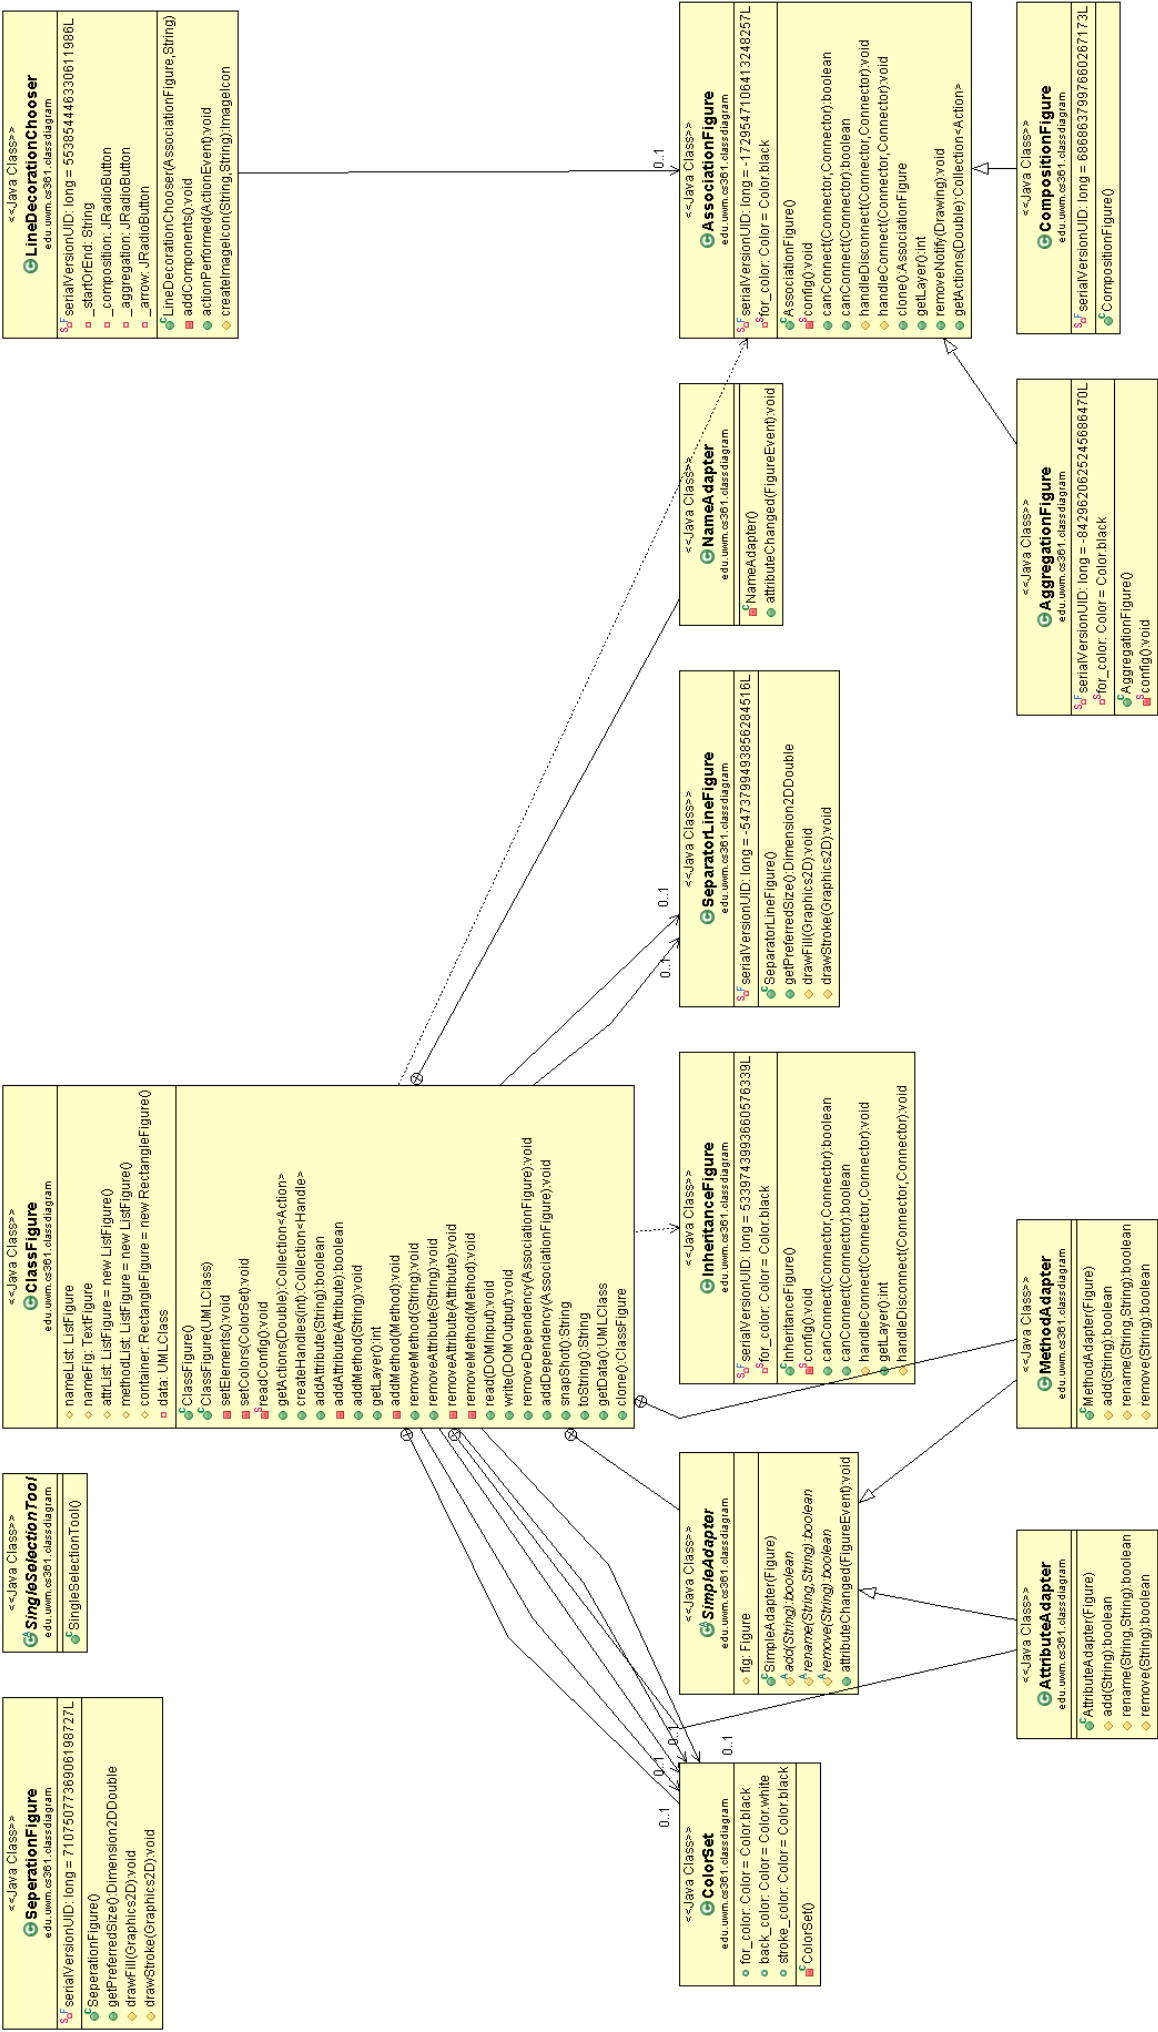 <<Java Class>>
SeperationFigure
edu.uwm.cs361.classdiagram
serialVersionUID: long = 7107507736906198727L
SeperationFigure()
getPreferredSize():Dimension2DDouble
drawFill(Graphics2D):void
drawStroke(Graphics2D):void
<<Java Class>>
SingleSelectionTool
edu.uwm.cs361.classdiagram
SingleSelectionTool()
<<Java Class>>
ClassFigure
edu.uwm.cs361.classdiagram
nameList: ListFigure
nameFig: TextFigure
attrList: ListFigure = new ListFigure()
methodList: ListFigure = new ListFigure()
container: RectangleFigure = new RectangleFigure()
data: UMLClass
ClassFigure()
ClassFigure(UMLClass)
setElements():void
setColors(ColorSet):void
readConfig():void
getActions(Double):Collection<Action>
createHandles(int):Collection<Handle>
addAttribute(String):boolean
addAttribute(Attribute):boolean
addMethod(String):void
getLayer():int
addMethod(Method):void
removeMethod(String):void
removeAttribute(String):void
removeAttribute(Attribute):void
removeMethod(Method):void
read(DOMInput):void
write(DOMOutput):void
removeDependency(AssociationFigure):void
addDependency(AssociationFigure):void
snapShot():String
toString():String
getData():UMLClass
clone():ClassFigure
<<Java Class>>
LineDecorationChooser
edu.uwm.cs361.classdiagram
serialVersionUID: long = 553854446330611986L
_startOrEnd: String
_composition: JRadioButton
_aggregation: JRadioButton
_arrow: JRadioButton
LineDecorationChooser(AssociationFigure,String)
addComponents():void
actionPerformed(ActionEvent):void
createImageIcon(String,String):ImageIcon
0..1
0..1
0..1
0..1
0..1
0..1
0..1
<<Java Class>>
ColorSet
edu.uwm.cs361.classdiagram
for_color: Color = Color.black
back_color: Color = Color.white
stroke_color: Color = Color.black
ColorSet()
<<Java Class>>
SimpleAdapter
edu.uwm.cs361.classdiagram
fig: Figure
SimpleAdapter(Figure)
add(String):boolean
rename(String,String):boolean
remove(String):boolean
attributeChanged(FigureEvent):void
<<Java Class>>
InheritanceFigure
edu.uwm.cs361.classdiagram
serialVersionUID: long = 5339743993660576339L
for_color: Color = Color.black
InheritanceFigure()
config():void
canConnect(Connector,Connector):boolean
canConnect(Connector):boolean
handleConnect(Connector,Connector):void
getLayer():int
handleDisconnect(Connector,Connector):void
<<Java Class>>
SeparatorLineFigure
edu.uwm.cs361.classdiagram
serialVersionUID: long = -5473799493856284516L
SeparatorLineFigure()
getPreferredSize():Dimension2DDouble
drawFill(Graphics2D):void
drawStroke(Graphics2D):void
<<Java Class>>
NameAdapter
edu.uwm.cs361.classdiagram
NameAdapter()
attributeChanged(FigureEvent):void
<<Java Class>>
AssociationFigure
edu.uwm.cs361.classdiagram
serialVersionUID: long = -1729547106413248257L
for_color: Color = Color.black
AssociationFigure()
config():void
canConnect(Connector,Connector):boolean
canConnect(Connector):boolean
handleDisconnect(Connector,Connector):void
handleConnect(Connector,Connector):void
clone():AssociationFigure
getLayer():int
removeNotify(Drawing):void
getActions(Double):Collection<Action>
<<Java Class>>
AttributeAdapter
edu.uwm.cs361.classdiagram
AttributeAdapter(Figure)
add(String):boolean
rename(String,String):boolean
remove(String):boolean
<<Java Class>>
MethodAdapter
edu.uwm.cs361.classdiagram
MethodAdapter(Figure)
add(String):boolean
rename(String,String):boolean
remove(String):boolean
<<Java Class>>
AggregationFigure
edu.uwm.cs361.classdiagram
serialVersionUID: long = -8429620625245686470L
for_color: Color = Color.black
AggregationFigure()
config():void
<<Java Class>>
CompositionFigure
edu.uwm.cs361.classdiagram
serialVersionUID: long = 6868637997660267173L
CompositionFigure()